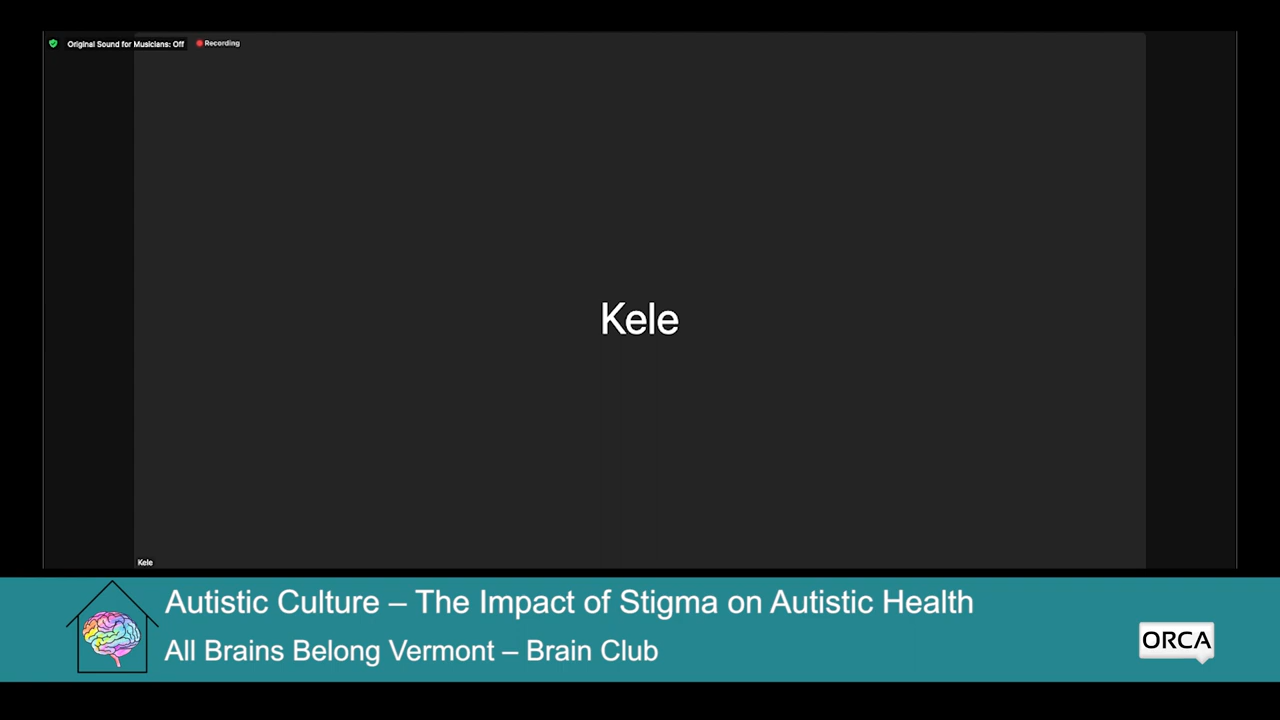 Original Sound for Musicians: Off
Recording
Kele
Kele
Autistic Culture – The Impact of Stigma on Autistic Health
All Brains Belong Vermont – Brain Club
ORCA